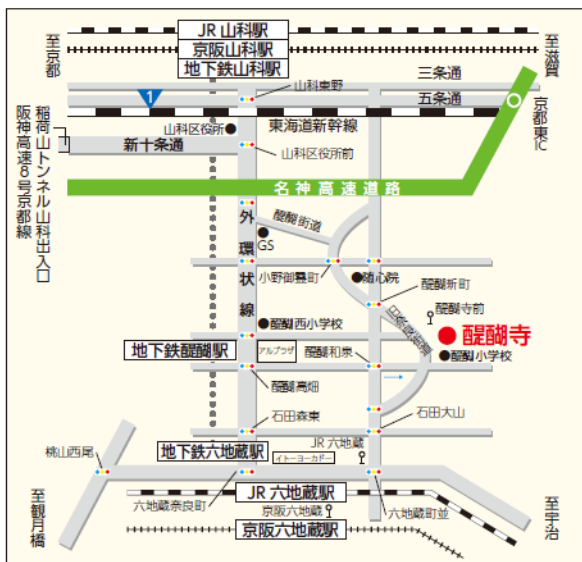 JR 山科駅
京阪山科駅
地下鉄山科駅
至京都
至滋賀
三条通
山科東野
1
五条通
京都東IC
東海道新幹線
山科区役所
新十条通
山科区役所前
稲荷山トンネル山科出入口
阪神高速8号京都線
名神高速道路
外環状線
醍醐街道
GS
小野御霊町
随心院
醍醐新町
醍醐寺前
旧奈良街道
醍醐寺
醍醐西小学校
醍醐小学校
地下鉄醍醐駅
アルプラザ
醍醐和泉
醍醐高畑
石田森東
石田大山
地下鉄六地蔵駅
JR 六地蔵
イトーヨーカドー
桃山西尾
六地蔵奈良町
JR 六地蔵駅
京阪六地蔵
六地蔵町並
京阪六地蔵駅
至観月橋
至宇治